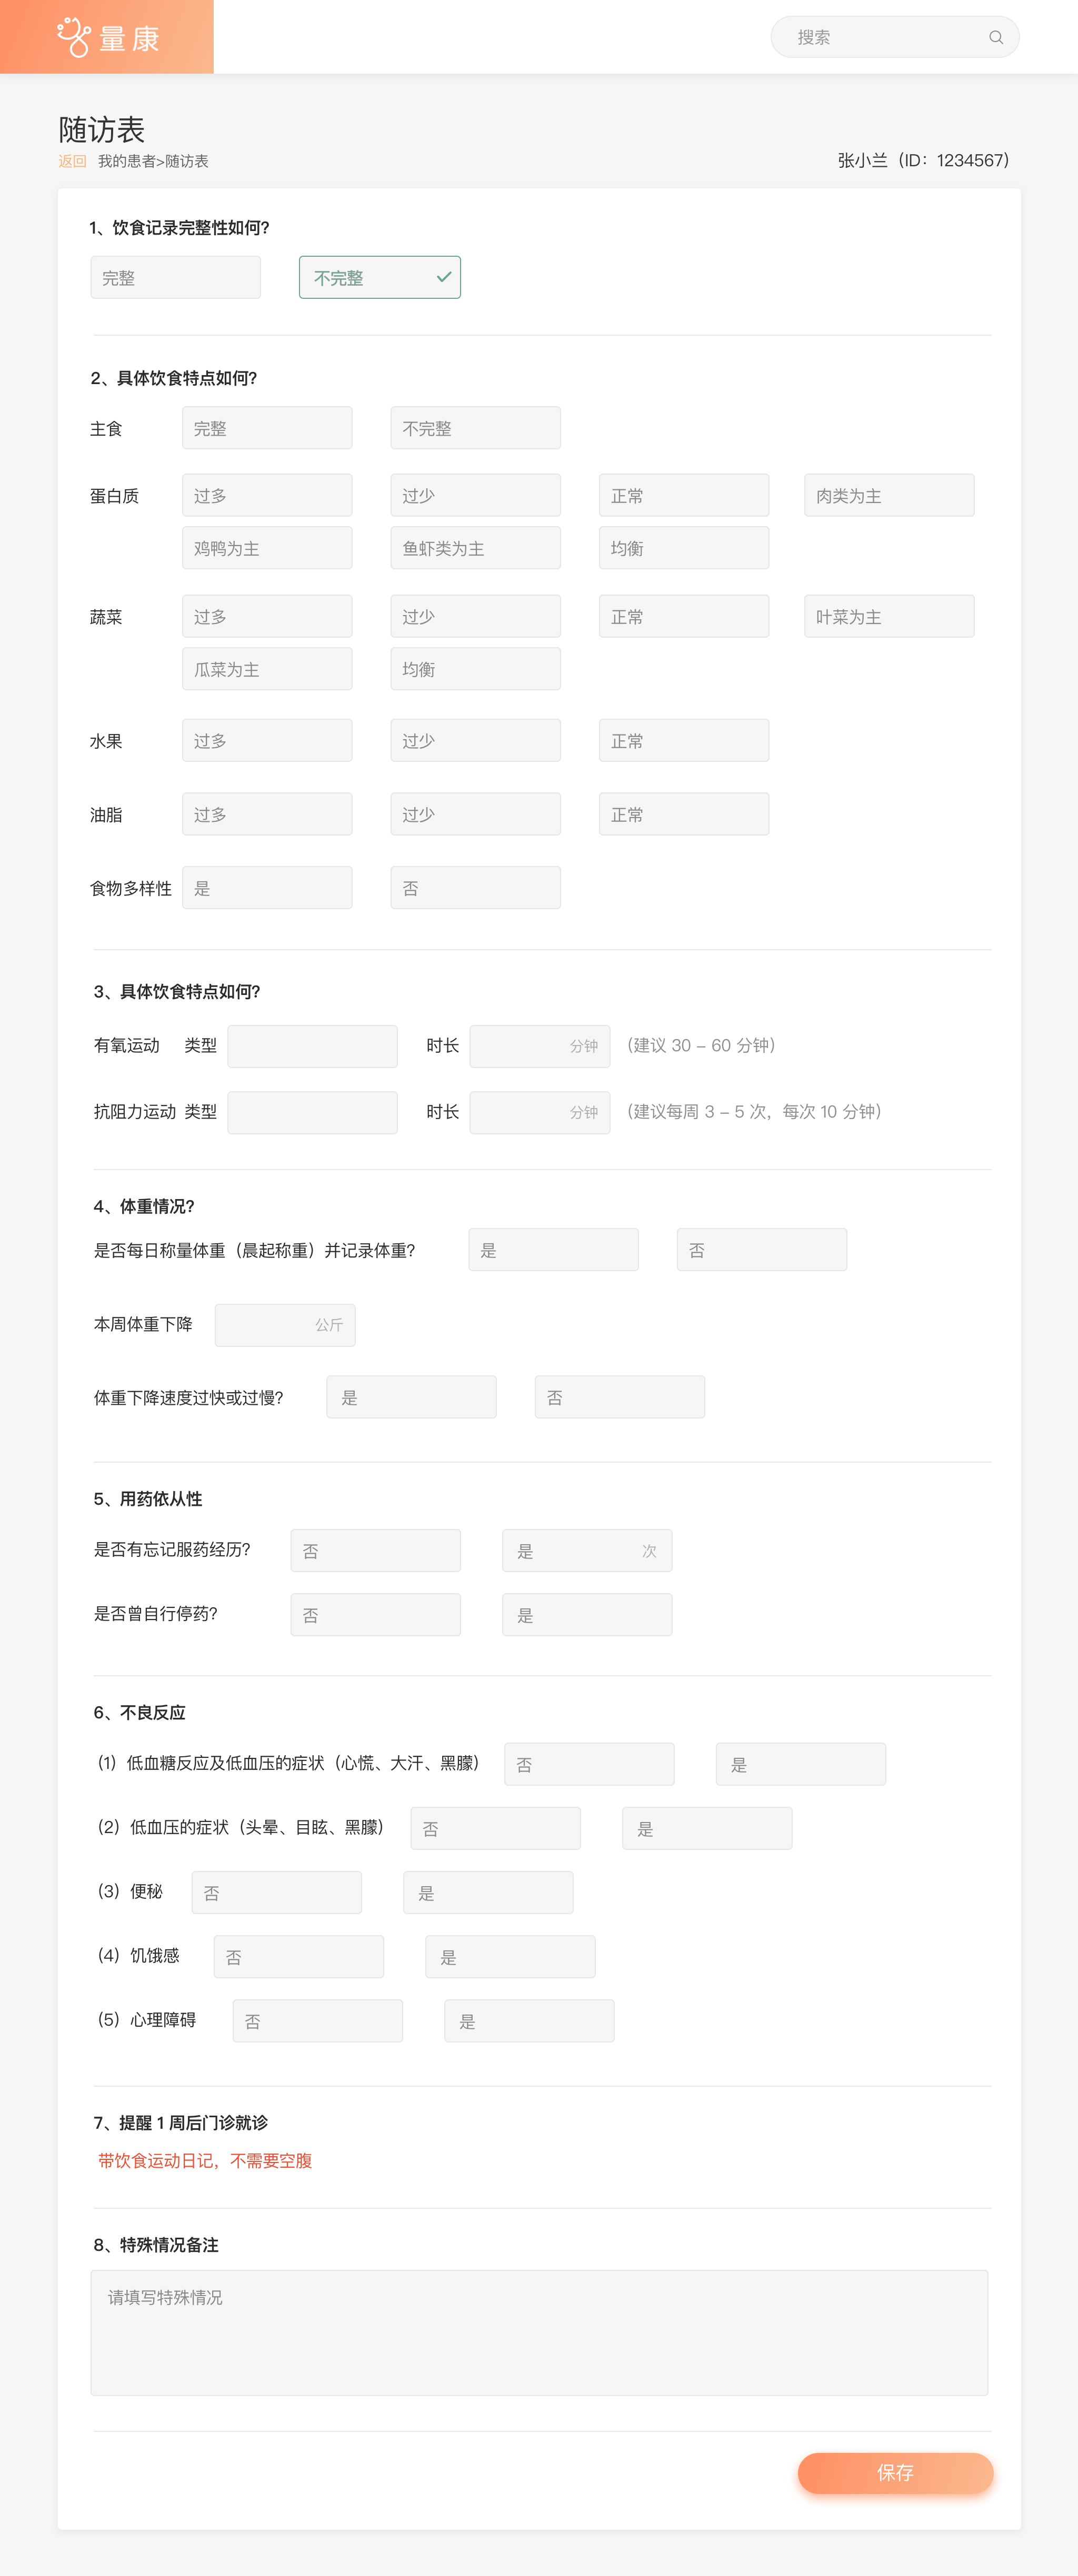 量康
搜索
随访表
返回 我的患者>随访表
张小兰（ID：1234567）
1、饮食记录完整性如何？
完整 不完整
2、具体饮食特点如何？
主食 完整 不完整
蛋白质 过多 过少 正常 肉类为主
鸡鸭为主 鱼虾类为主 均衡
蔬菜 过多 过少 正常 叶菜为主
瓜菜为主 均衡
水果 过多 过少 正常
油脂 过多 过少 正常
食物多样性 是 否
3、具体饮食特点如何？
有氧运动 类型 时长 分钟 （建议 30 – 60 分钟）
抗阻力运动 类型 时长 分钟 （建议每周 3 – 5 次，每次 10 分钟）
4、体重情况？
是否每日称量体重（晨起称重）并记录体重？ 是 否
本周体重下降 公斤
体重下降速度过快或过慢？ 是 否
5、用药依从性
是否有忘记服药经历？ 否 是 次
是否曾自行停药？ 否 是
6、不良反应
（1）低血糖反应及低血压的症状（心慌、大汗、黑朦） 否 是
（2）低血压的症状（头晕、目眩、黑朦） 否 是
（3）便秘 否 是
（4）饥饿感 否 是
（5）心理障碍 否 是
7、提醒 1 周后门诊就诊
带饮食运动日记，不需要空腹
8、特殊情况备注
请填写特殊情况
保存